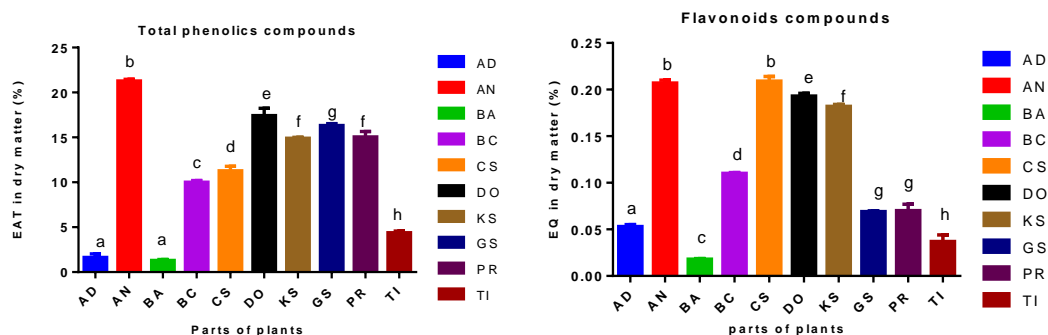 Total phenolics compounds
EAT in dry matter (%)
25
20
15
10
5
0
a
b
a
c
d
e
f
g
f
h
AD
AN
BA
BC
CS
DO
KS
GS
PR
TI
Parts of plants
AD
AN
BA
BC
CS
DO
KS
GS
PR
TI
Flavonoids compounds
EQ in dry matter (%)
0.25
0.20
0.15
0.10
0.05
0.00
a
b
c
d
b
e
f
g
g
h
AD
AN
BA
BC
CS
DO
KS
GS
PR
TI
parts of plants
AD
AN
BA
BC
CS
DO
KS
GS
PR
TI